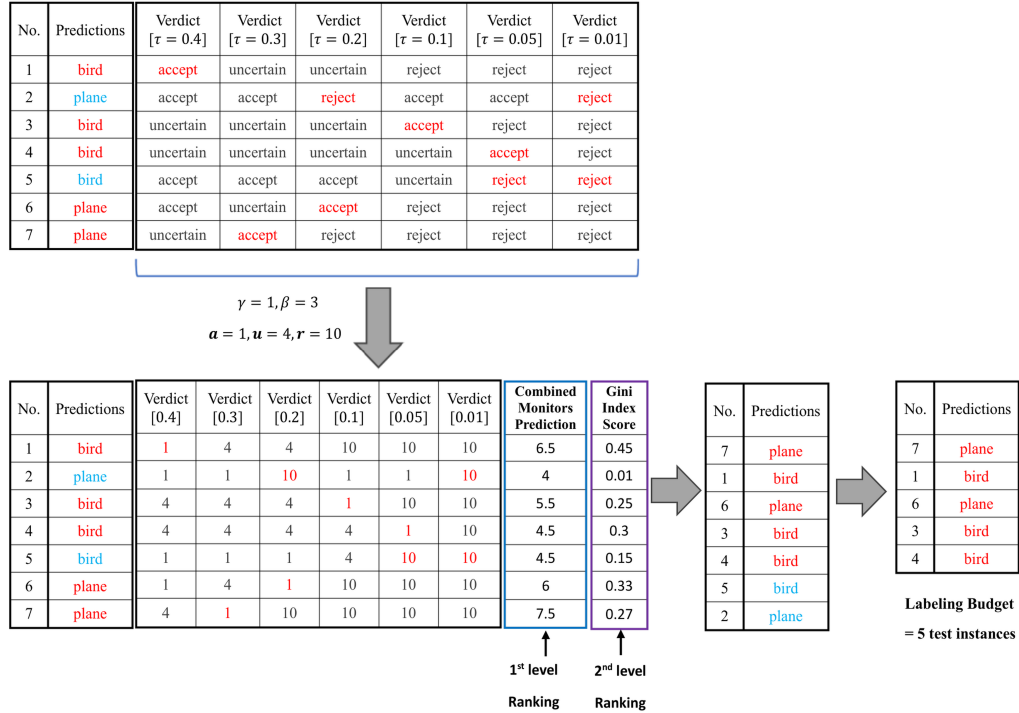 No. Predictions Verdict [τ = 0.4] Verdict [τ = 0.3] Verdict [τ = 0.2] Verdict [τ = 0.1] Verdict [τ = 0.05] Verdict [τ = 0.01]
1 bird accept uncertain uncertain reject reject reject
2 plane accept accept reject accept accept reject
3 bird uncertain uncertain uncertain accept reject reject
4 bird uncertain uncertain uncertain uncertain accept reject
5 bird accept accept accept uncertain reject reject
6 plane accept uncertain accept reject reject reject
7 plane uncertain accept reject reject reject reject
γ = 1, β = 3
a = 1, u = 4, r = 10
No. Predictions Verdict [0.4] Verdict [0.3] Verdict [0.2] Verdict [0.1] Verdict [0.05] Verdict [0.01] Combined Monitors Prediction Gini Index Score
1 bird 1 4 4 10 10 10 6.5 0.45
2 plane 1 1 10 1 1 10 4 0.01
3 bird 4 4 4 1 10 10 5.5 0.25
4 bird 4 4 4 4 1 10 4.5 0.3
5 bird 1 1 1 4 10 10 4.5 0.15
6 plane 1 4 1 10 10 10 6 0.33
7 plane 4 1 10 10 10 10 7.5 0.27
1st level
Ranking
2nd level
Ranking
No. Predictions
7 plane
1 bird
6 plane
3 bird
4 bird
5 bird
2 plane
No. Predictions
7 plane
1 bird
6 plane
3 bird
4 bird
Labeling Budget
= 5 test instances